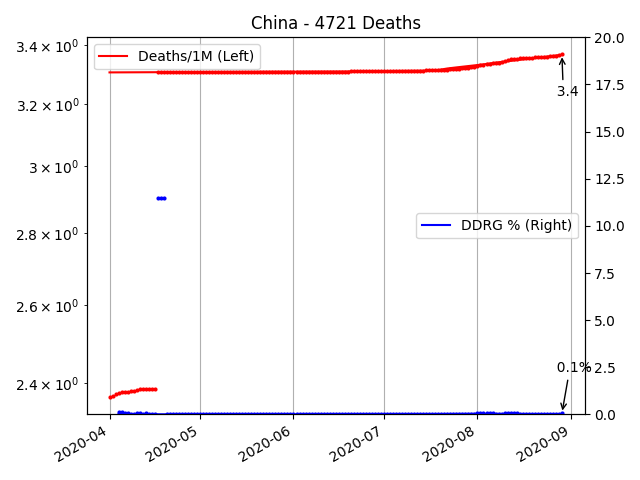 China - 4721 Deaths
3.4 × 10⁰
3.2 × 10⁰
3 × 10⁰
2.8 × 10⁰
2.6 × 10⁰
2.4 × 10⁰
Deaths/1M (Left)
DDRG % (Right)
3.4
0.1%
20.0
17.5
15.0
12.5
10.0
7.5
5.0
2.5
0.0
2020-04
2020-05
2020-06
2020-07
2020-08
2020-09